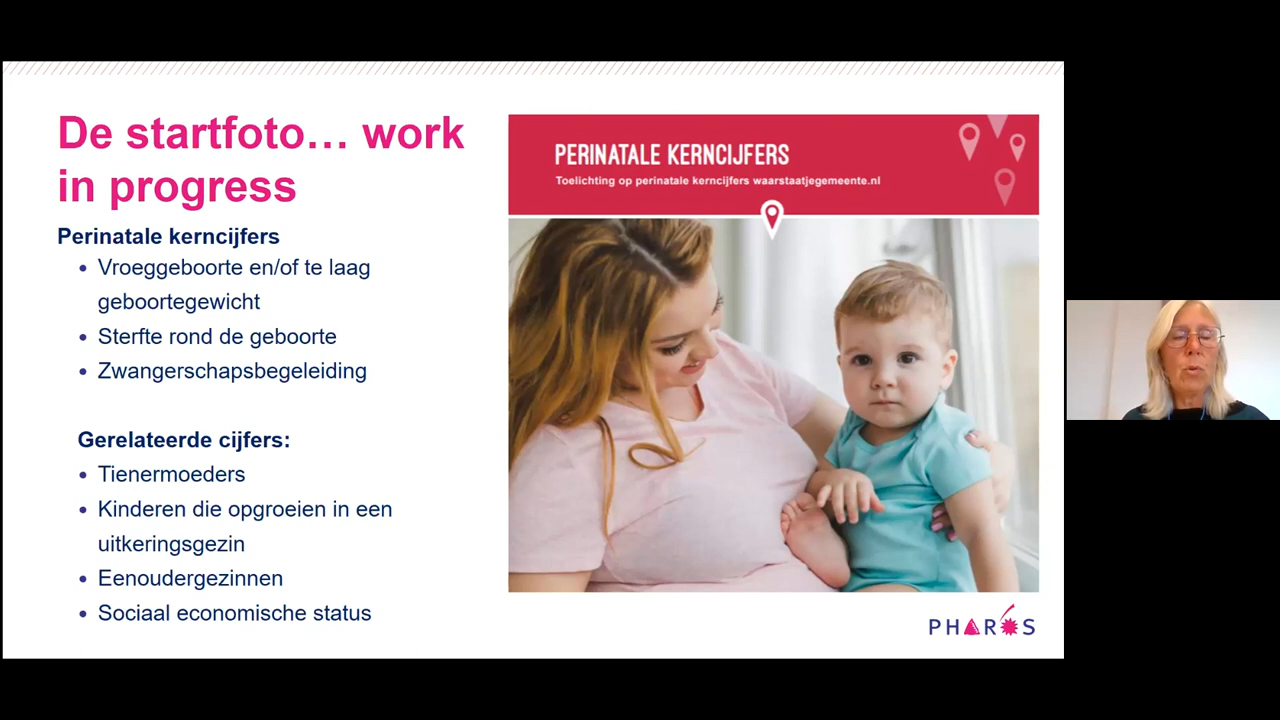 De startfoto… work
in progress
Perinatale kerncijfers
• Vroeggeboorte en/of te laag
geboortegewicht
• Sterfte rond de geboorte
• Zwangerschapsbegeleiding
Gerelateerde cijfers:
• Tienermoeders
• Kinderen die opgroeien in een
uitkeringsgezin
• Eenoudergezinnen
• Sociaal economische status
PERINATALE KERNCIJFERS
Toelichting op perinatale kerncijfers waarstaatjegemeente.nl
PHAROS